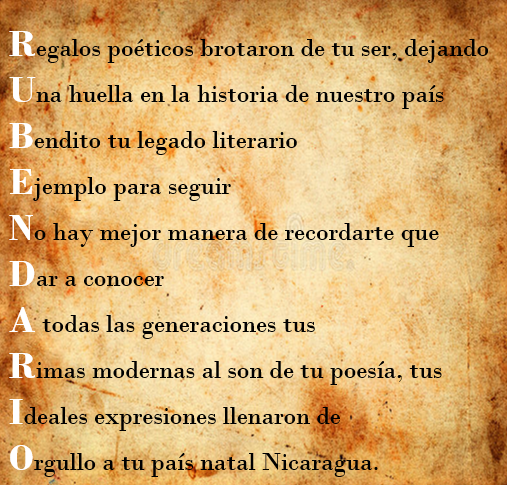 Regalos poéticos brotaron de tu ser, dejando
Una huella en la historia de nuestro país
Bendito tu legado literario
Ejemplo para seguir
No hay mejor manera de recordarte que
Dar a conocer
A todas las generaciones tus
Rimas modernas al son de tu poesía, tus
Ideales expresiones llenaron de
Orgullo a tu país natal Nicaragua.